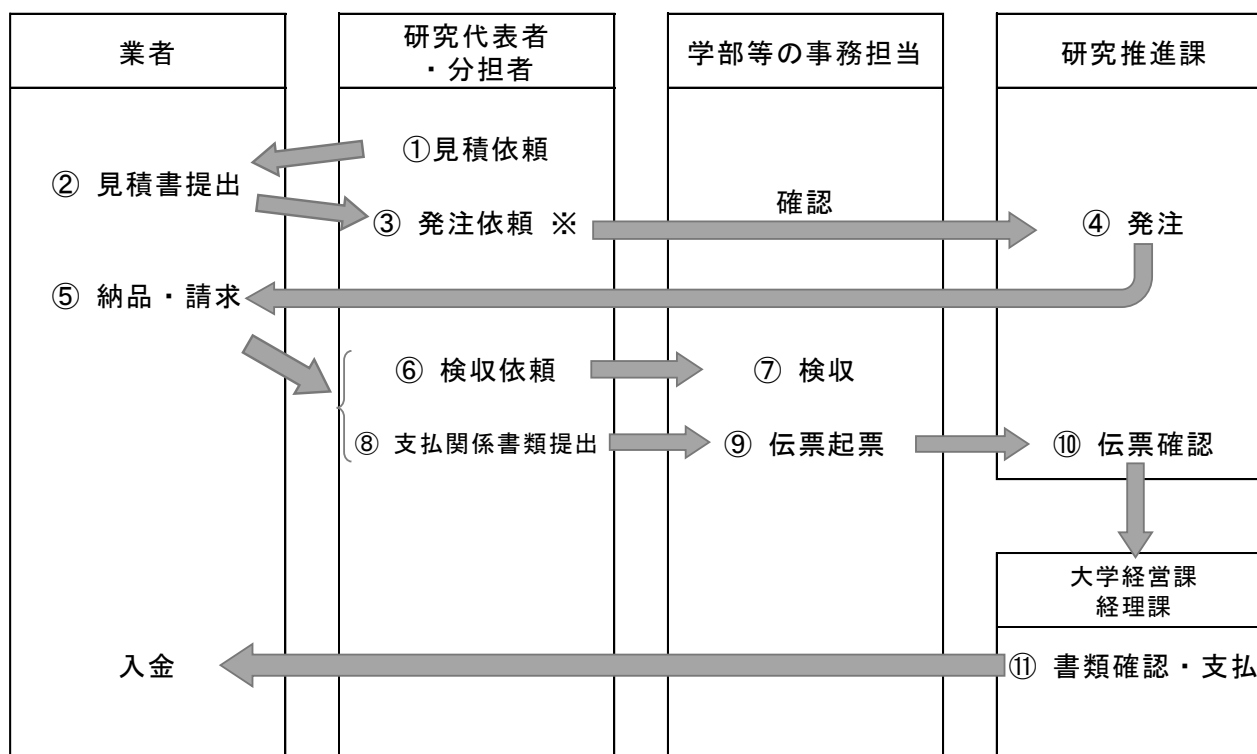 業者
研究代表者
・分担者
学部等の事務担当
研究推進課
①見積依頼
② 見積書提出
③ 発注依頼 ※
確認
④ 発注
⑤ 納品・請求
⑥ 検収依頼
⑦ 検収
⑧ 支払関係書類提出
⑨ 伝票起票
⑩ 伝票確認
大学経営課
経理課
⑪ 書類確認・支払
入金